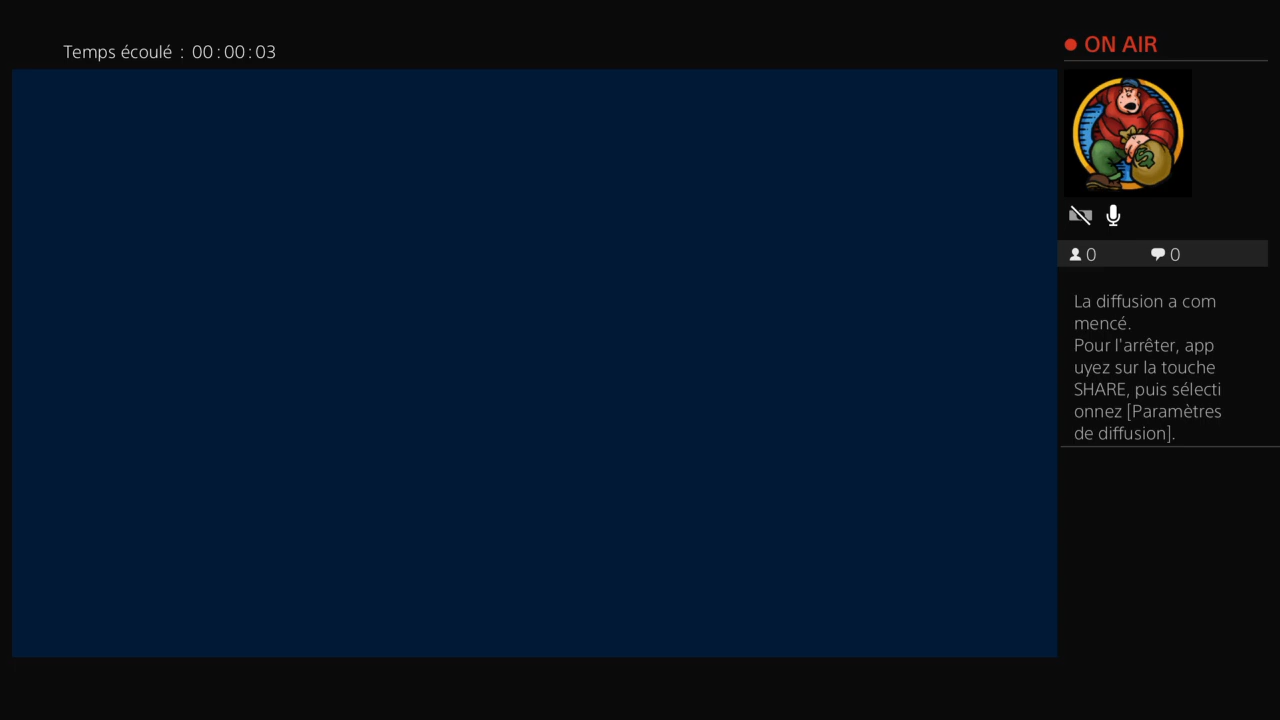 Temps écoulé : 00:00:03
ON AIR
0 0
La diffusion a com
mencé.
Pour l'arrêter, app
uyez sur la touche
SHARE, puis sélecti
onnez [Paramètres
de diffusion].